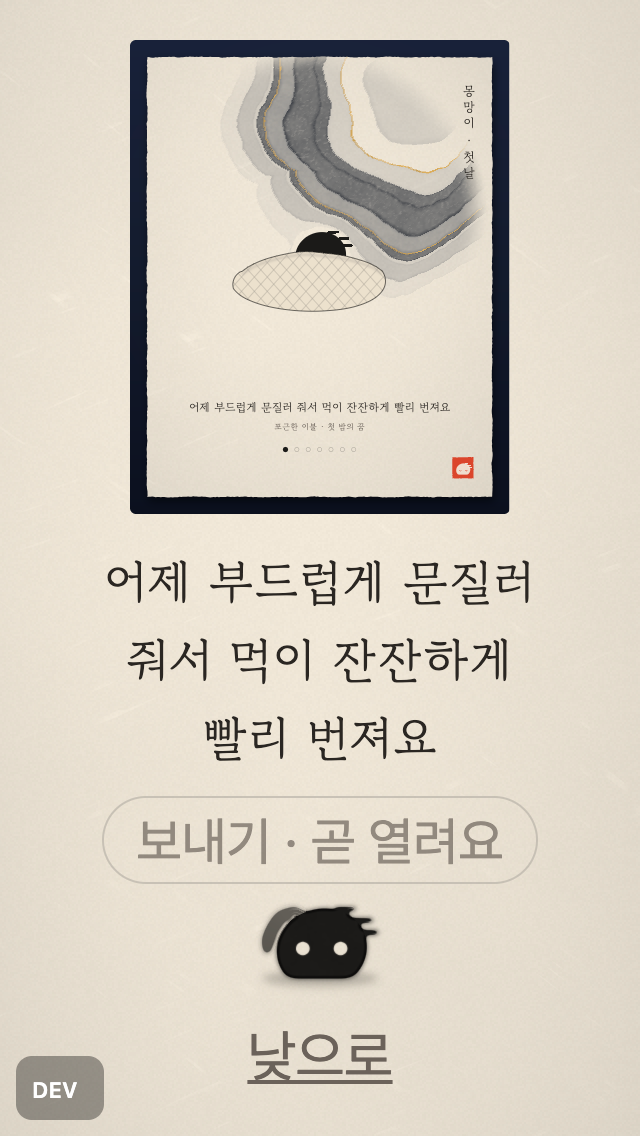 몽망이 · 첫날
어제 부드럽게 문질러 줘서 먹이 잔잔하게 빨리 번져요
포근한 이불 · 첫 밤의 꿈
어제 부드럽게 문질러
줘서 먹이 잔잔하게
빨리 번져요
보내기 · 곧 열려요
낮으로
DEV